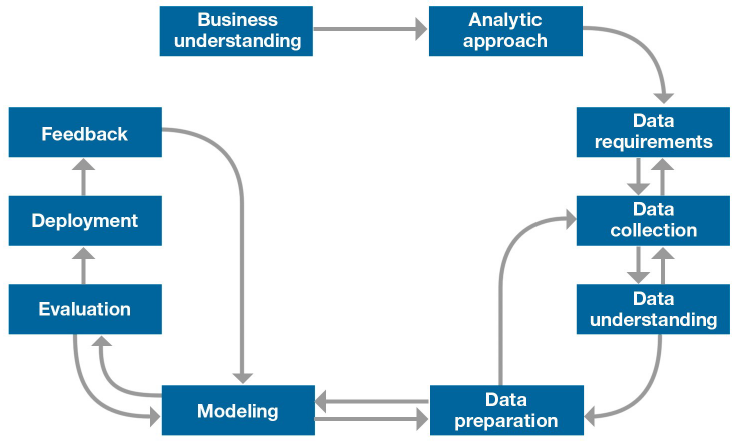 Business
understanding
Analytic
approach
Data
requirements
Data
collection
Data
understanding
Data
preparation
Modeling
Evaluation
Deployment
Feedback